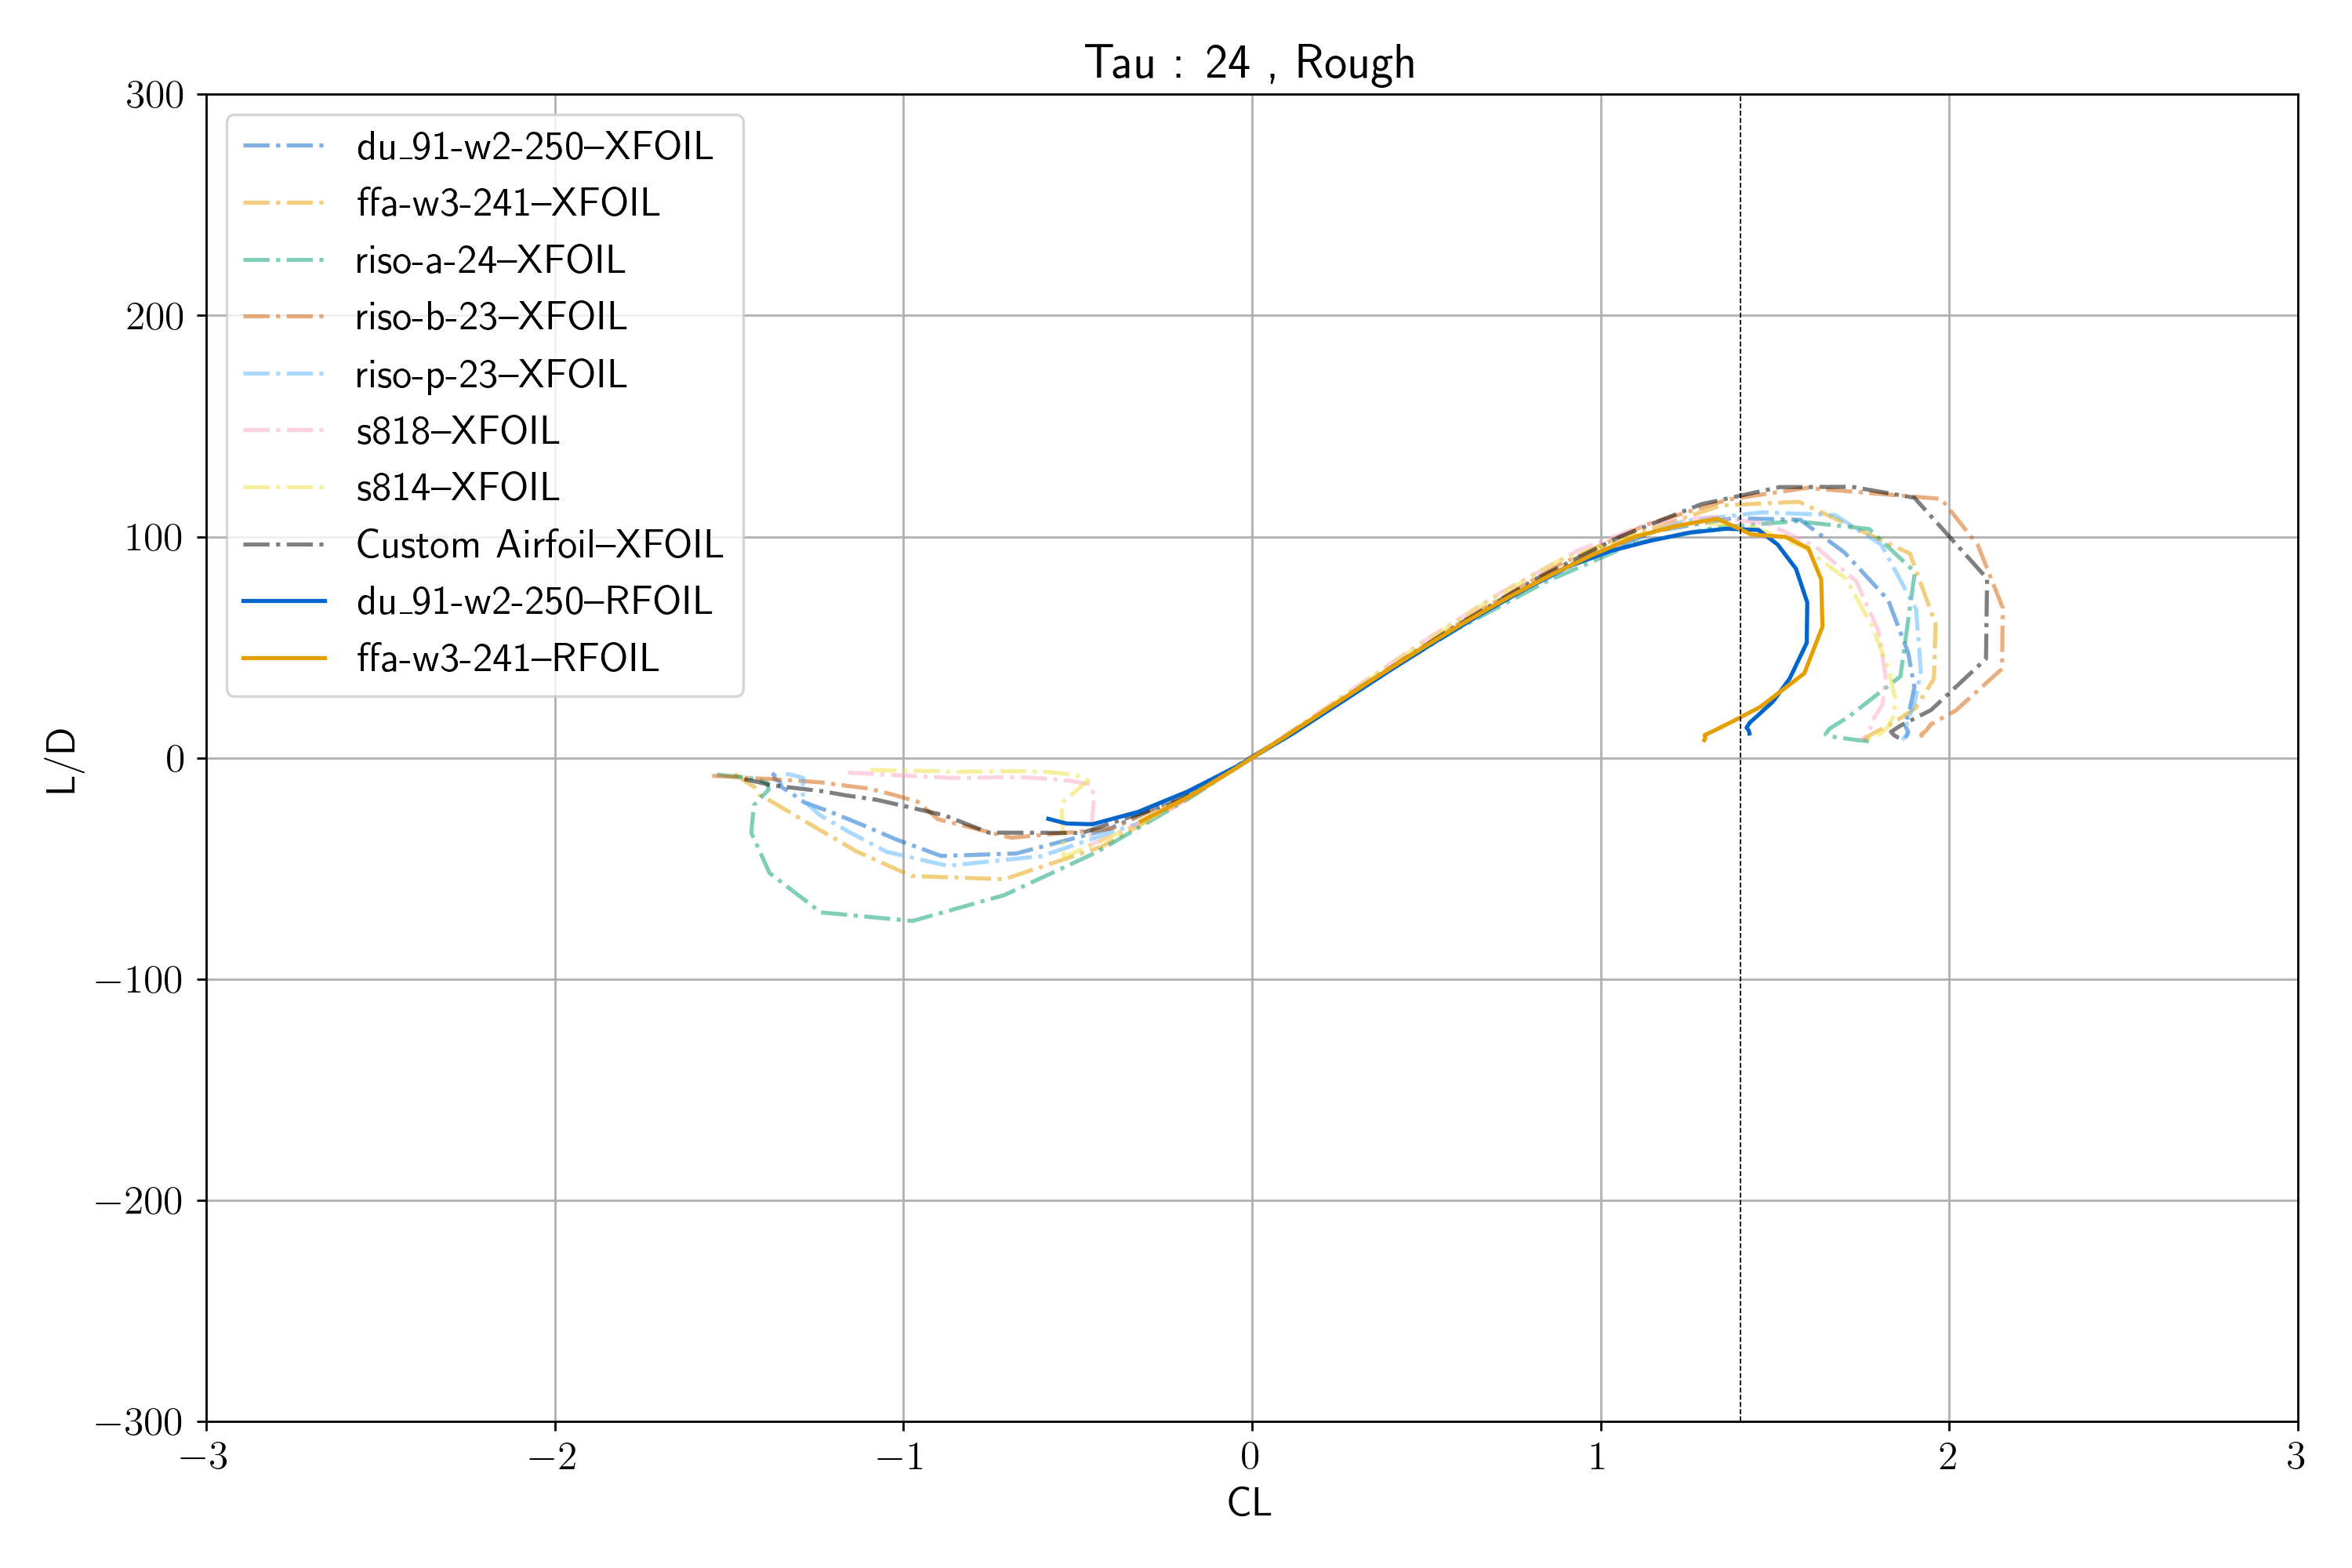 Tau : 24 , Rough
300
200
100
0
−100
−200
−300
L/D
du_91-w2-250–XFOIL
ffa-w3-241–XFOIL
riso-a-24–XFOIL
riso-b-23–XFOIL
riso-p-23–XFOIL
s818–XFOIL
s814–XFOIL
Custom Airfoil–XFOIL
du_91-w2-250–RFOIL
ffa-w3-241–RFOIL
−3 −2 −1 0 1 2 3
CL